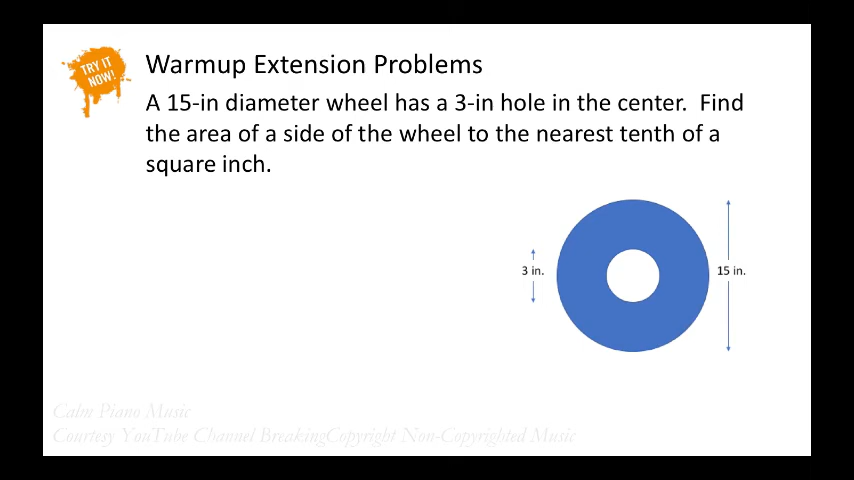 TRY IT
NOW!
Warmup Extension Problems
A 15-in diameter wheel has a 3-in hole in the center. Find
the area of a side of the wheel to the nearest tenth of a
square inch.
3 in.
15 in.
Calm Piano Music
Courtesy YouTube Channel BreakingCopyright Non-Copyrighted Music